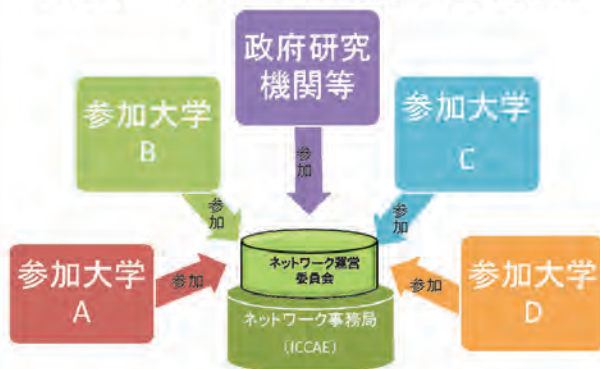 政府研究
機関等
参加大学
B
参加大学
C
参加
参加
参加
参加大学
A
参加
ネットワーク運営
委員会
参加
参加大学
D
ネットワーク事務局
(ICCAE)